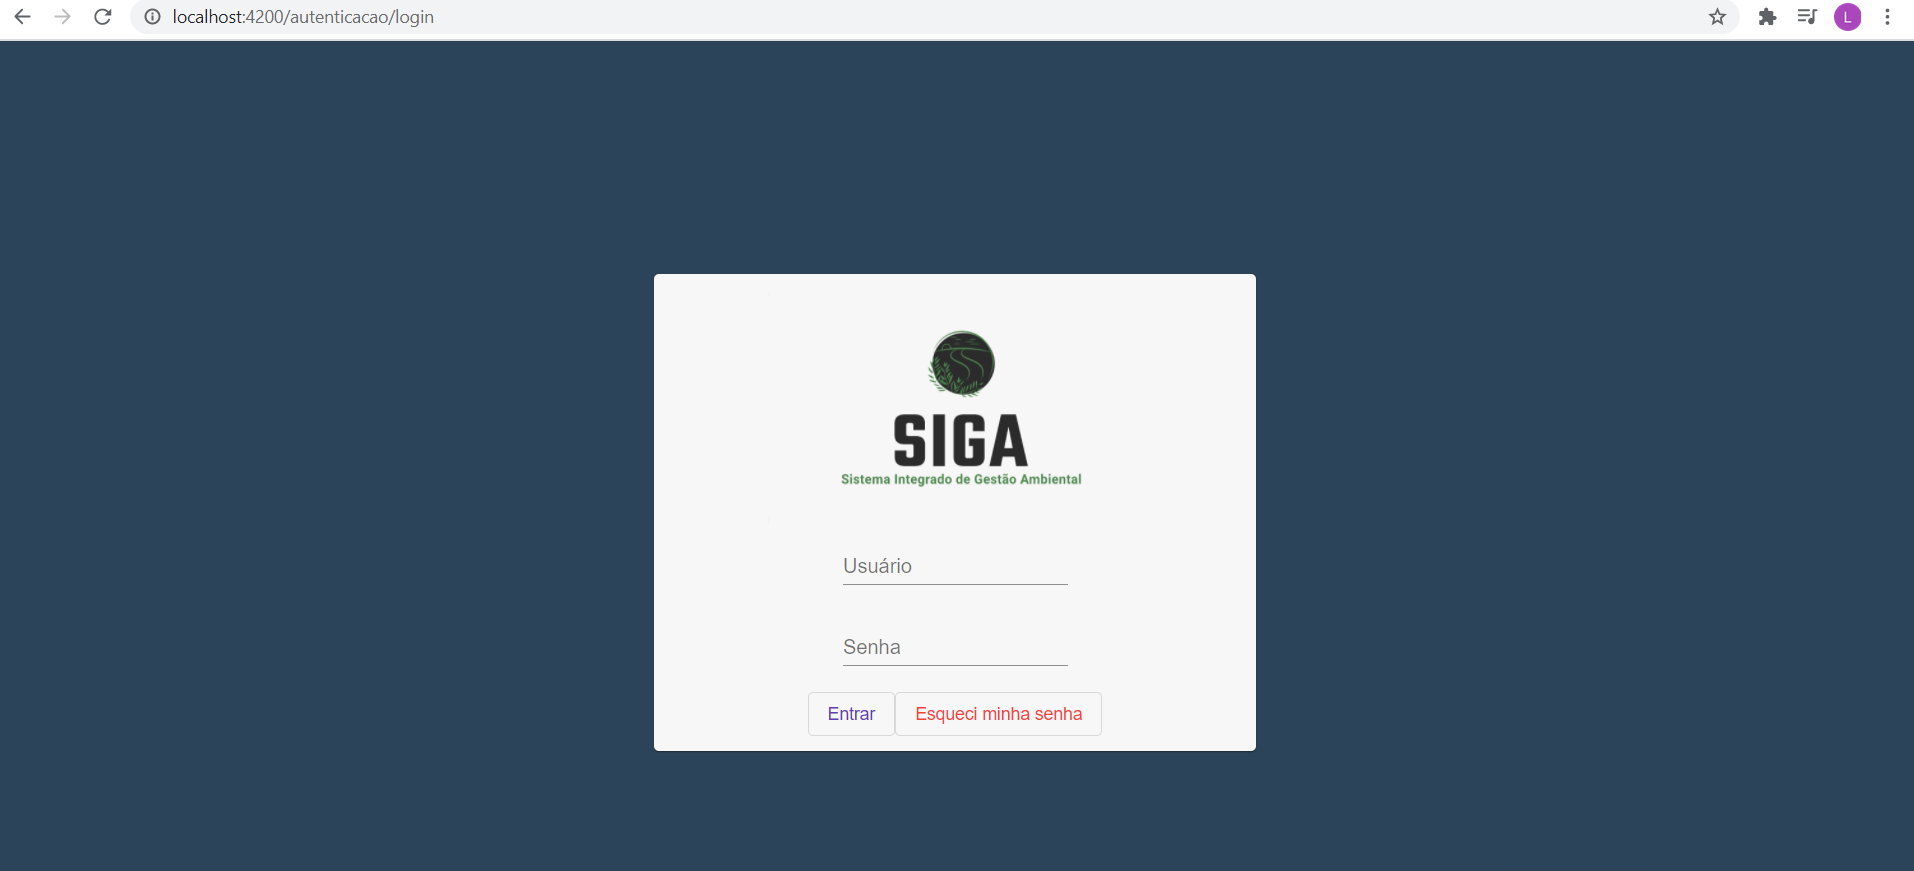 localhost:4200/autenticacao/login
L
SIGA
Sistema Integrado de Gestão Ambiental
Usuário
Senha
Entrar Esqueci minha senha